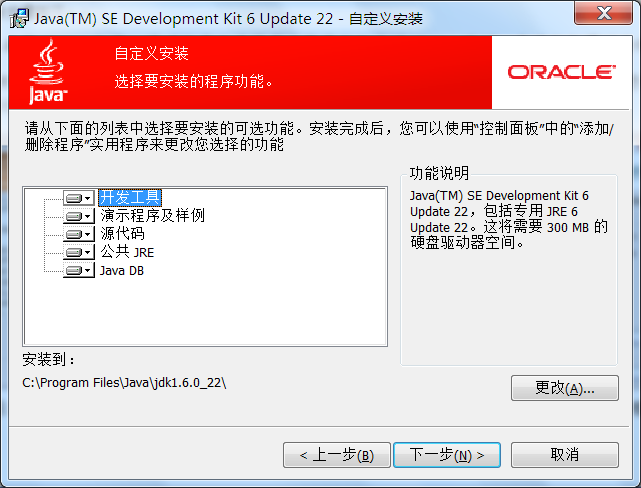 Java(TM) SE Development Kit 6 Update 22 - 自定义安装
Java
自定义安装
选择要安装的程序功能。
ORACLE
请从下面的列表中选择要安装的可选功能。安装完成后，您可以使用“控制面板”中的“添加/
删除程序”实用程序来更改您选择的功能
开发工具
演示程序及样例
源代码
公共 JRE
Java DB
功能说明
Java(TM) SE Development Kit 6
Update 22，包括专用 JRE 6
Update 22。这将需要 300 MB 的
硬盘驱动器空间。
安装到：
C:\Program Files\Java\jdk1.6.0_22\
更改(A)...
< 上一步(B)
下一步(N) >
取消